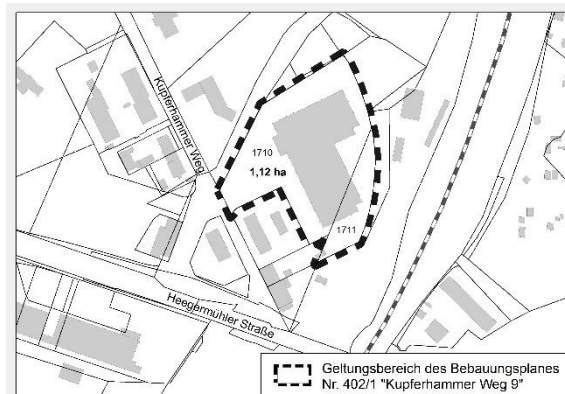 Kupferhammer Weg
1710
1,12 ha
1711
Heegermühler Straße
Geltungsbereich des Bebauungsplanes
Nr. 402/1 "Kupferhammer Weg 9"